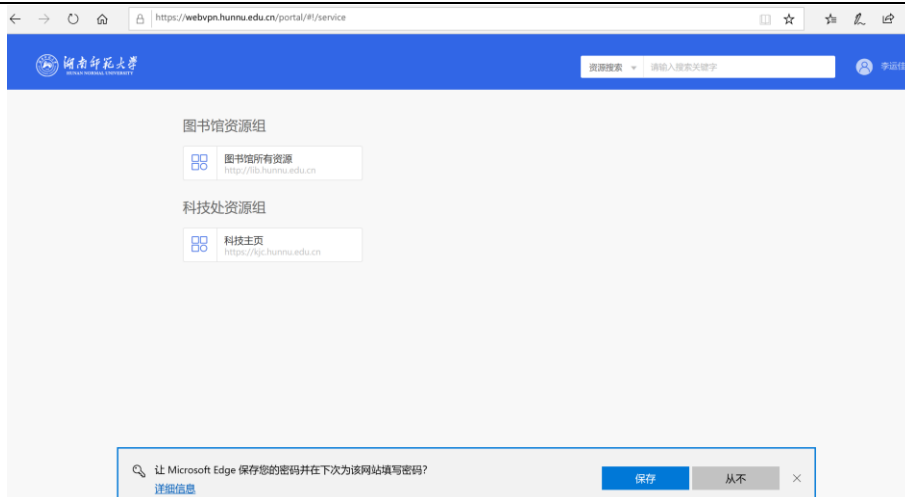 https://webvpn.hunnu.edu.cn/portal/#!/service
湖南师范大学
HUNAN NORMAL UNIVERSITY
资源搜索
请输入搜索关键字
李运佳
图书馆资源组
图书馆所有资源
http://lib.hunnu.edu.cn
科技处资源组
科技主页
https://kjc.hunnu.edu.cn
让 Microsoft Edge 保存您的密码并在下次为该网站填写密码?
保存
从不
详细信息